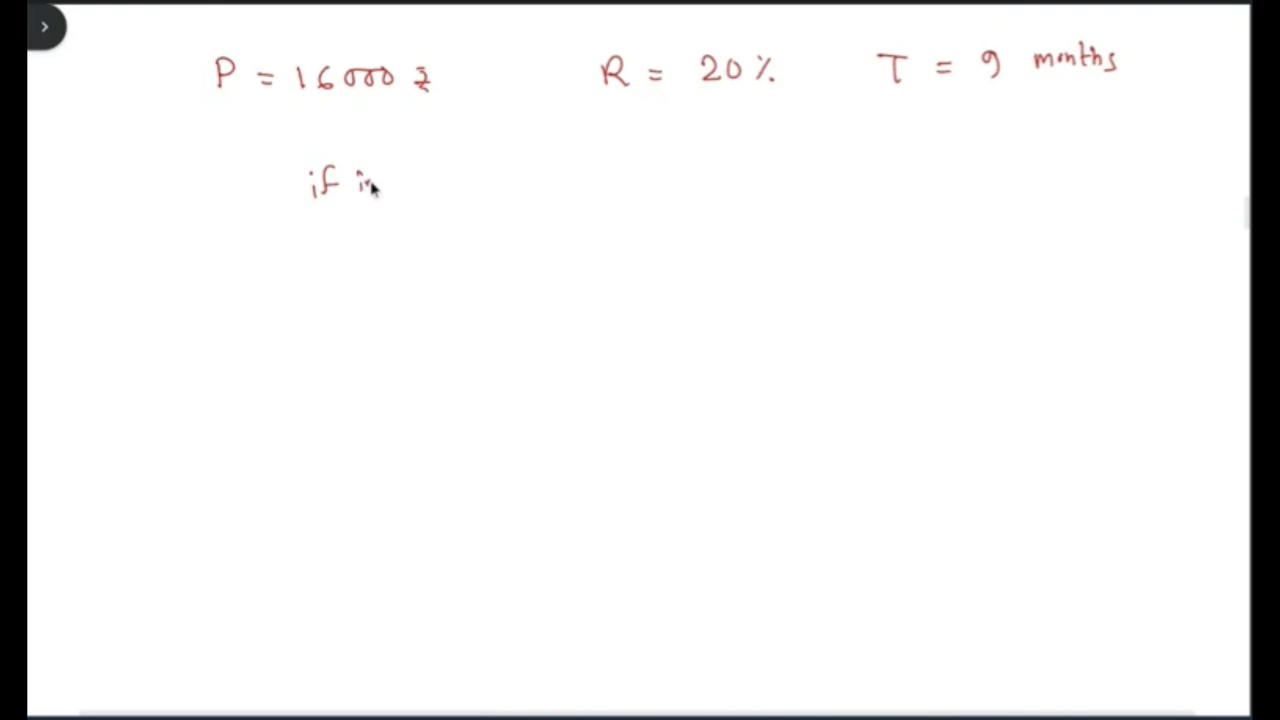 P = 16000 ₹ R = 20 % T = 9 months
if